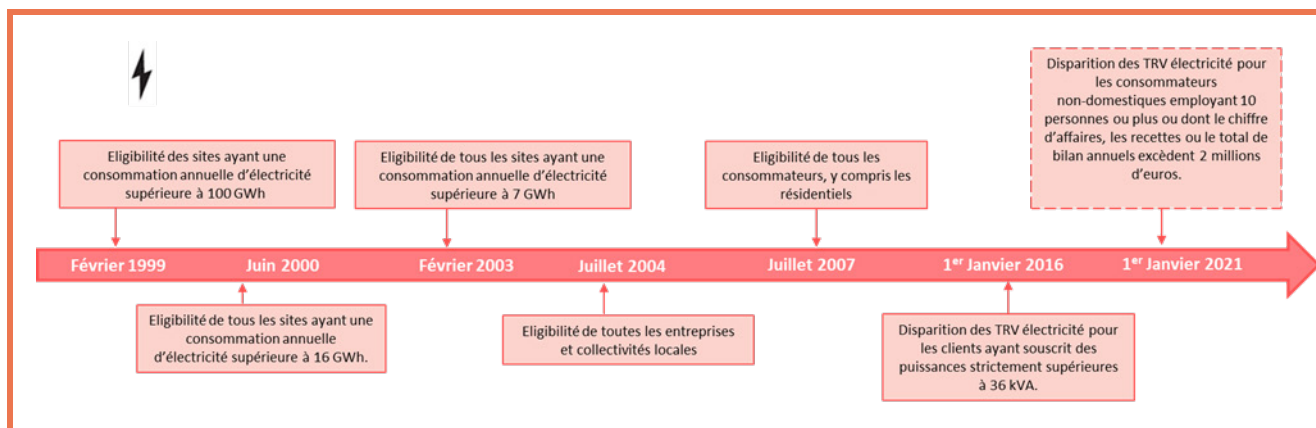 Disparition des TRV électricité pour
les consommateurs
non-domestiques employant 10
personnes ou plus ou dont le chiffre
d’affaires, les recettes ou le total de
bilan annuels excèdent 2 millions
d’euros.
Eligibilité des sites ayant une
consommation annuelle d’électricité
supérieure à 100 GWh
Eligibilité de tous les sites ayant une
consommation annuelle d’électricité
supérieure à 7 GWh
Eligibilité de tous les
consommateurs, y compris les
résidentiels
Février 1999 Juin 2000 Février 2003 Juillet 2004 Juillet 2007 1er Janvier 2016 1er Janvier 2021
Eligibilité de tous les sites ayant une
consommation annuelle
d’électricité supérieure à 16 GWh.
Eligibilité de toutes les entreprises
et collectivités locales
Disparition des TRV électricité pour
les clients ayant souscrit des
puissances strictement supérieures
à 36 kVA.